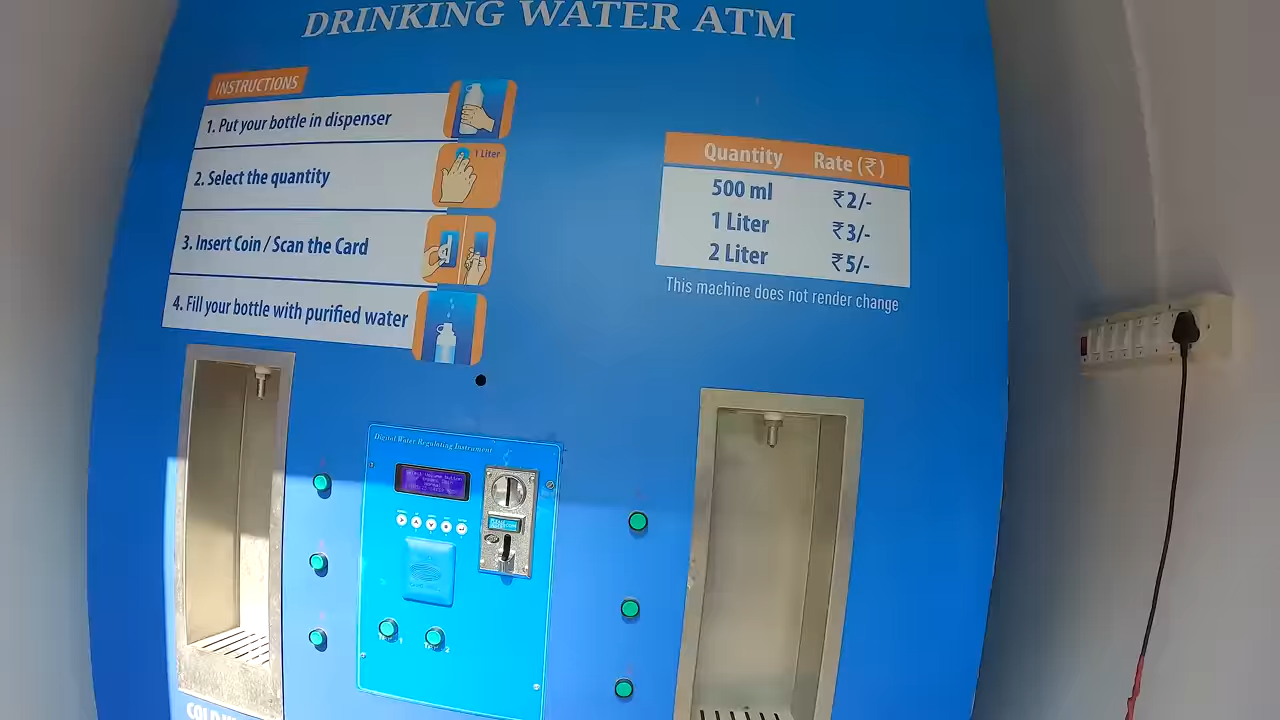 DRINKING WATER ATM
INSTRUCTIONS
1. Put your bottle in dispenser
1 Liter
2. Select the quantity
3. Insert Coin / Scan the Card
4. Fill your bottle with purified water
Quantity Rate (₹)
500 ml ₹2/-
1 Liter ₹3/-
2 Liter ₹5/-
This machine does not render change
Digital Water Regulating Instrument